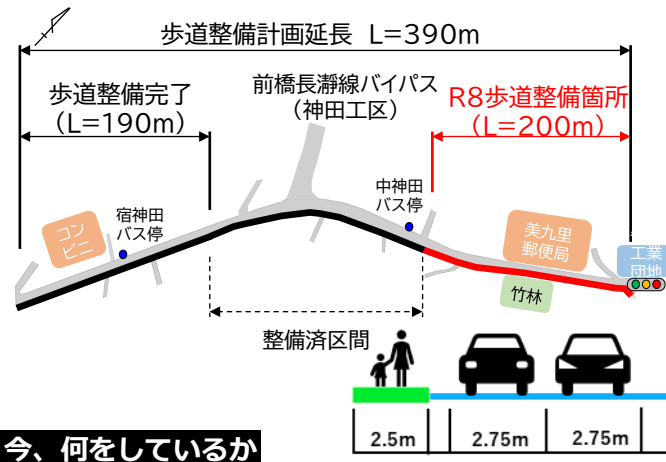 歩道整備計画延長 L=390m
歩道整備完了
(L=190m)
前橋長瀞線バイパス
(神田工区)
R8歩道整備箇所
(L=200m)
コン
ビニ
宿神田
バス停
中神田
バス停
美九里
郵便局
工業
団地
竹林
整備済区間
2.5m
2.75m
2.75m
今、何をしているか